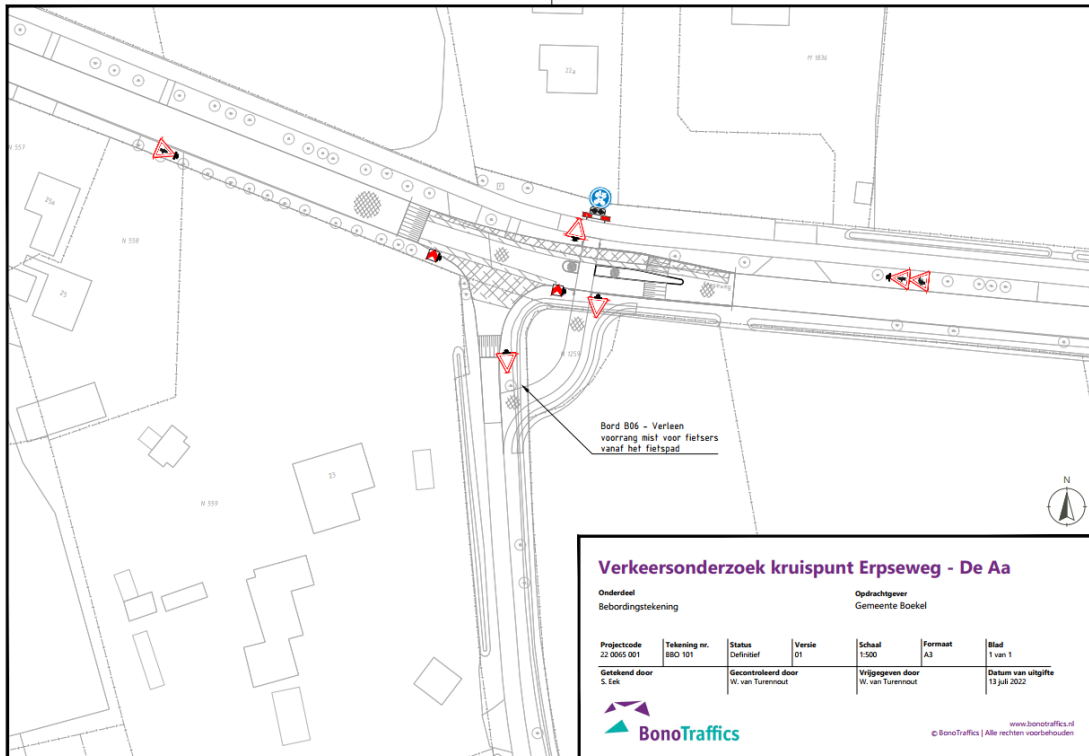 22a
H 1836
N 557
25a
N 558
25
N 1259
N 559
23
Bord B06 - Verleen
voorrang mist voor fietsers
vanaf het fietspad
N
Verkeersonderzoek kruispunt Erpseweg - De Aa
Onderdeel
Bebordingstekening
Opdrachtgever
Gemeente Boekel
Projectcode Tekening nr. Status Versie Schaal Formaat Blad
22 0065 001 BBO 101 Definitief 01 1:500 A3 1 van 1
Getekend door Gecontroleerd door Vrijgegeven door Datum van uitgifte
S. Eek W. van Turennout W. van Turennout 13 juli 2022
BonoTraffics
www.bonotraffics.nl
© BonoTraffics | Alle rechten voorbehouden